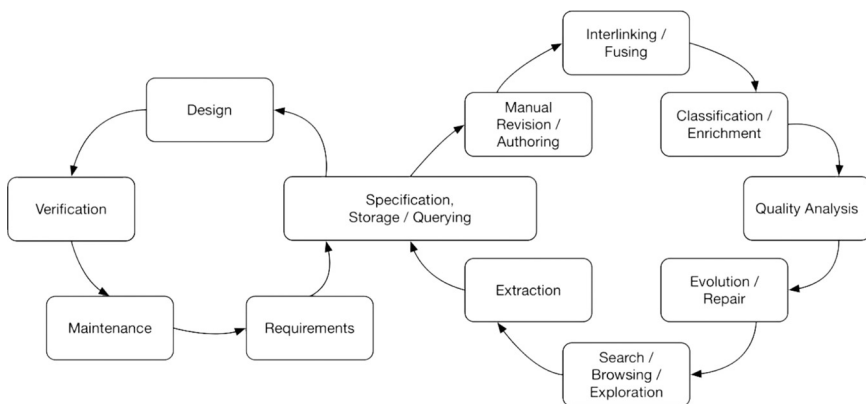 Interlinking /
Fusing
Design
Manual
Revision /
Authoring
Classification /
Enrichment
Verification
Specification,
Storage / Querying
Quality Analysis
Extraction
Evolution /
Repair
Maintenance
Requirements
Search /
Browsing /
Exploration